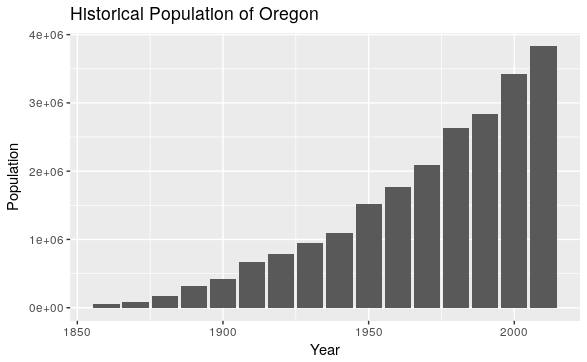 Historical Population of Oregon
4e+06
3e+06
2e+06
1e+06
0e+00
Population
1850 1900 1950 2000
Year